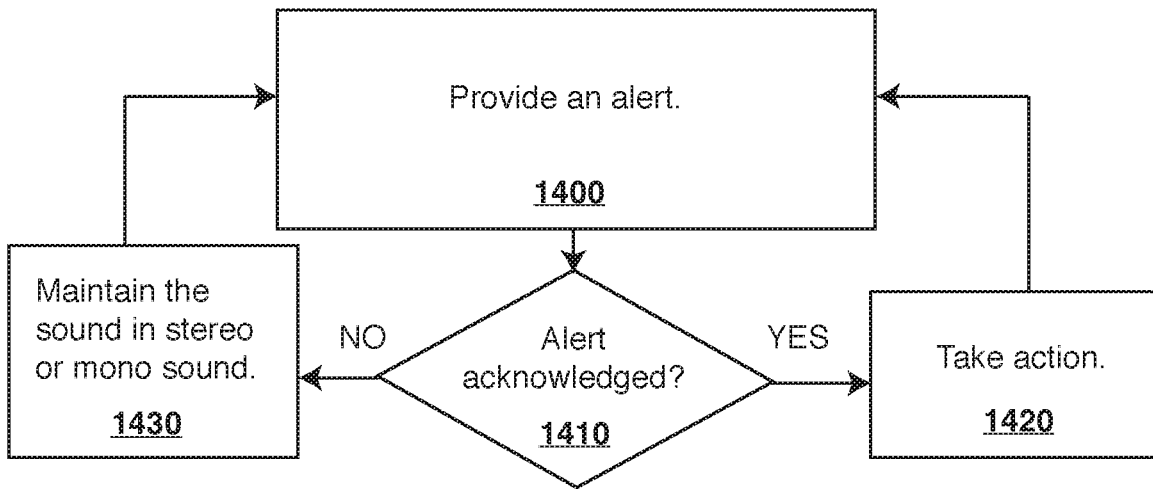 Provide an alert.
1400
Maintain the
sound in stereo
or mono sound.
1430
NO
Alert
acknowledged?
1410
YES
Take action.
1420